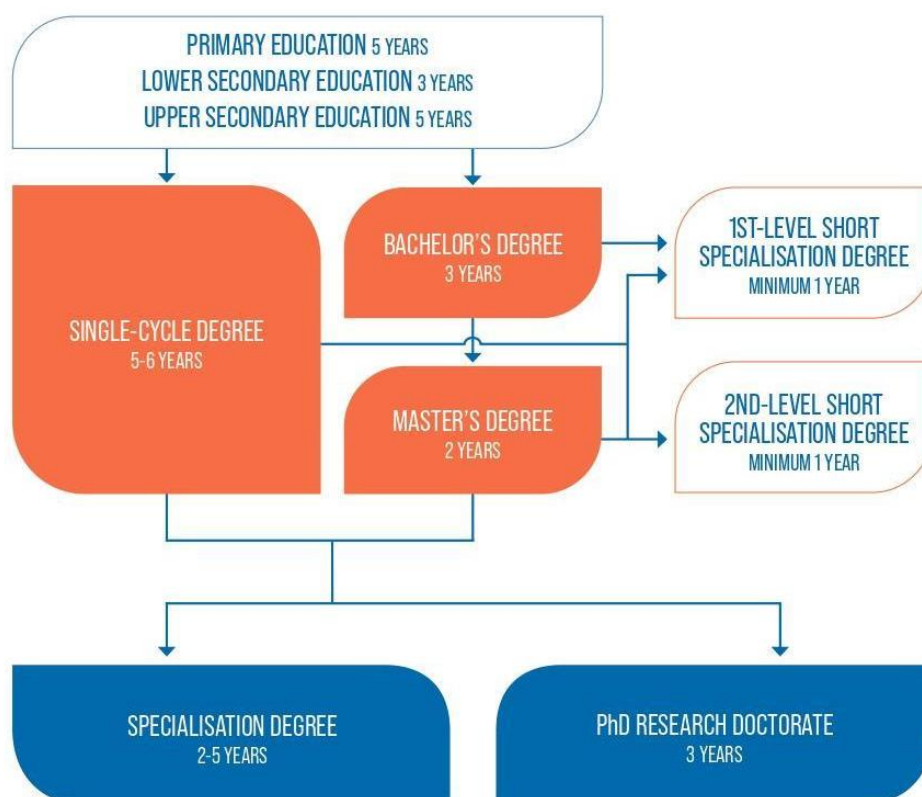 PRIMARY EDUCATION 5 YEARS
LOWER SECONDARY EDUCATION 3 YEARS
UPPER SECONDARY EDUCATION 5 YEARS
SINGLE-CYCLE DEGREE
5-6 YEARS
BACHELOR'S DEGREE
3 YEARS
1ST-LEVEL SHORT
SPECIALISATION DEGREE
MINIMUM 1 YEAR
MASTER'S DEGREE
2 YEARS
2ND-LEVEL SHORT
SPECIALISATION DEGREE
MINIMUM 1 YEAR
SPECIALISATION DEGREE
2-5 YEARS
PhD RESEARCH DOCTORATE
3 YEARS